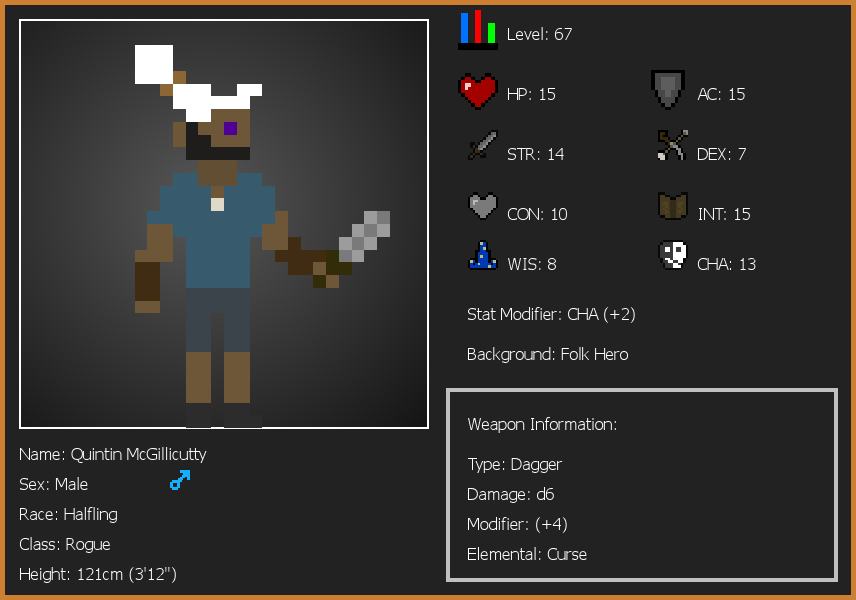 Level: 67
HP: 15
AC: 15
STR: 14
DEX: 7
CON: 10
INT: 15
WIS: 8
CHA: 13
Stat Modifier: CHA (+2)
Background: Folk Hero
Weapon Information:
Type: Dagger
Damage: d6
Modifier: (+4)
Elemental: Curse
Name: Quintin McGillicutty
Sex: Male
Race: Halfling
Class: Rogue
Height: 121cm (3'12")